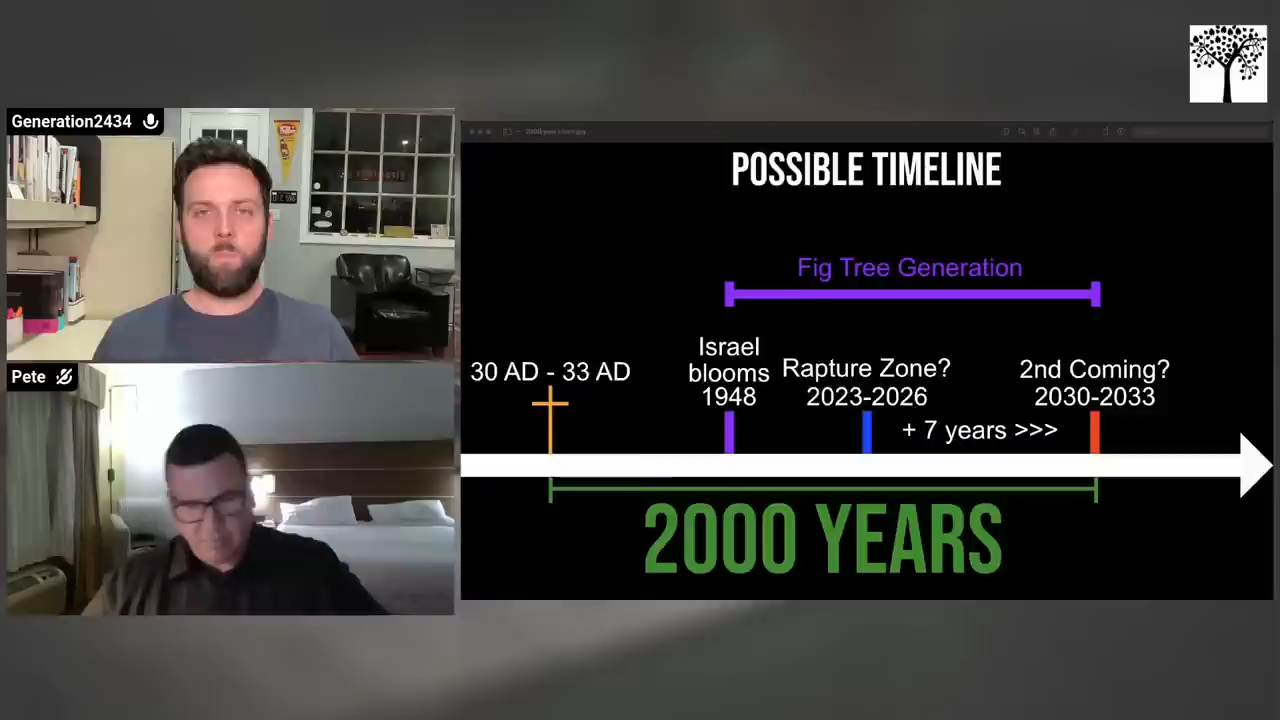 Generation2434
Pete
POSSIBLE TIMELINE
Fig Tree Generation
30 AD - 33 AD
Israel
blooms
1948
Rapture Zone?
2023-2026
2nd Coming?
2030-2033
+ 7 years >>>
2000 YEARS